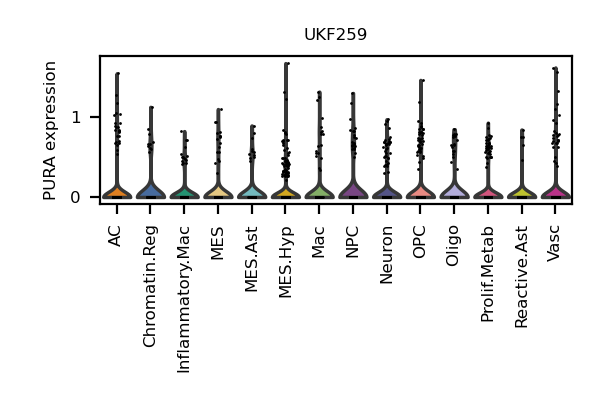 UKF259
PURA expression
1
0
AC
Chromatin.Reg
Inflammatory.Mac
MES
MES.Ast
MES.Hyp
Mac
NPC
Neuron
OPC
Oligo
Prolif.Metab
Reactive.Ast
Vasc